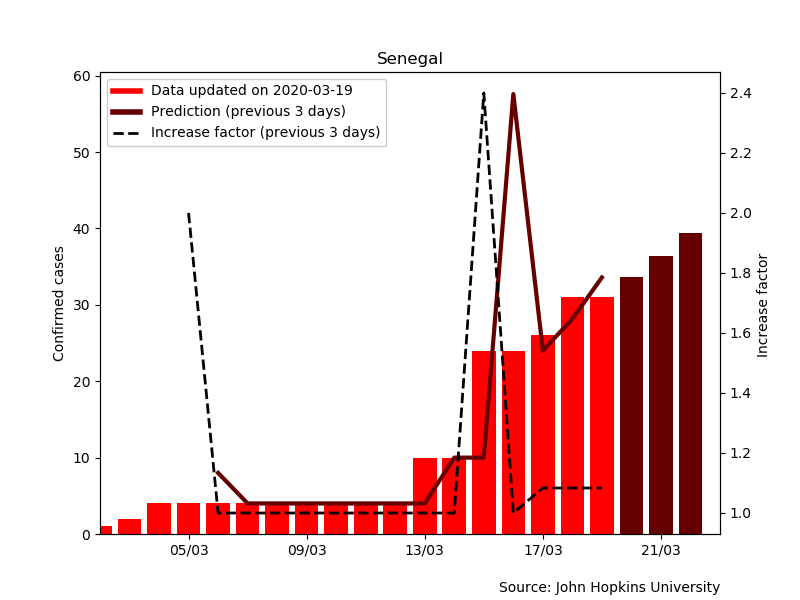 Senegal
Data updated on 2020-03-19
Prediction (previous 3 days)
Increase factor (previous 3 days)
Confirmed cases
60
50
40
30
20
10
0
2.4
2.2
2.0
1.8
1.6
1.4
1.2
1.0
Increase factor
05/03 09/03 13/03 17/03 21/03
Source: John Hopkins University